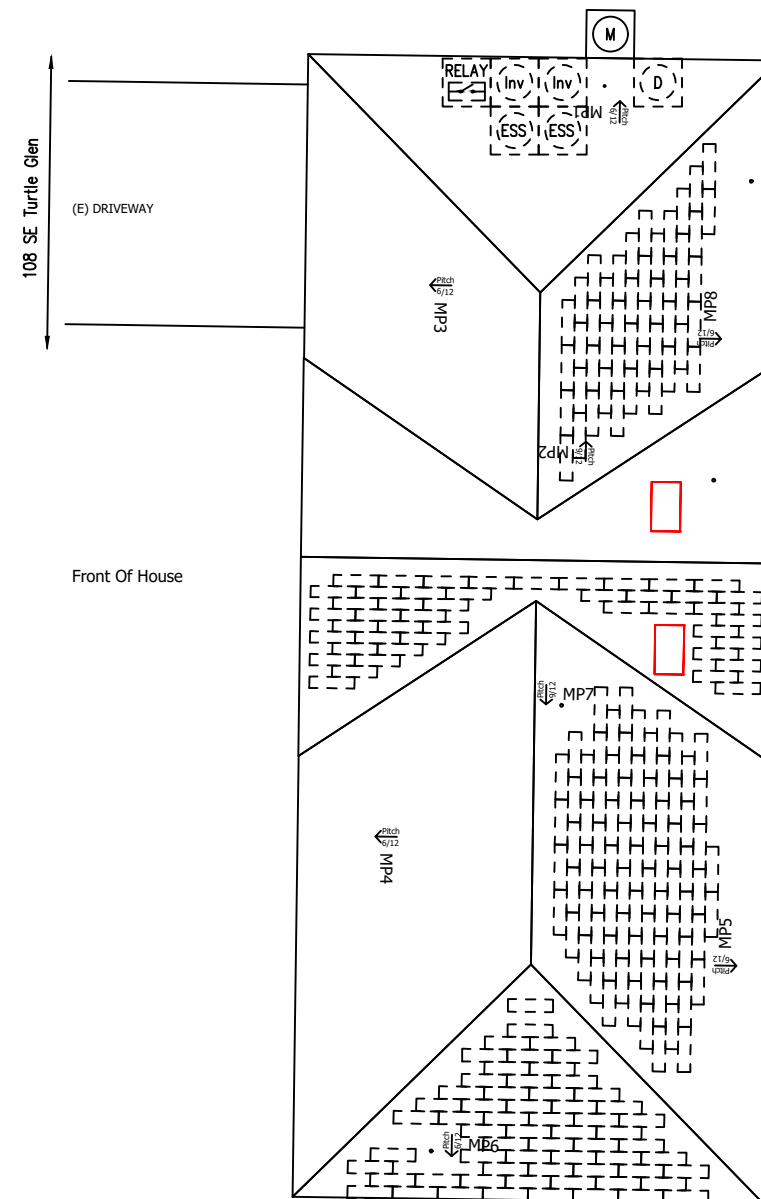 M
RELAY
Inv
Inv
D
ESS
ESS
MP1
Pitch
6/12
108 SE Turtle Glen
(E) DRIVEWAY
Pitch
6/12
MP3
MP8
6/12
Pitch
MP2
9/12
Pitch
Front Of House
Pitch
9/12
MP7
Pitch
6/12
MP4
MP5
6/12
Pitch
Pitch
6/12
MP6